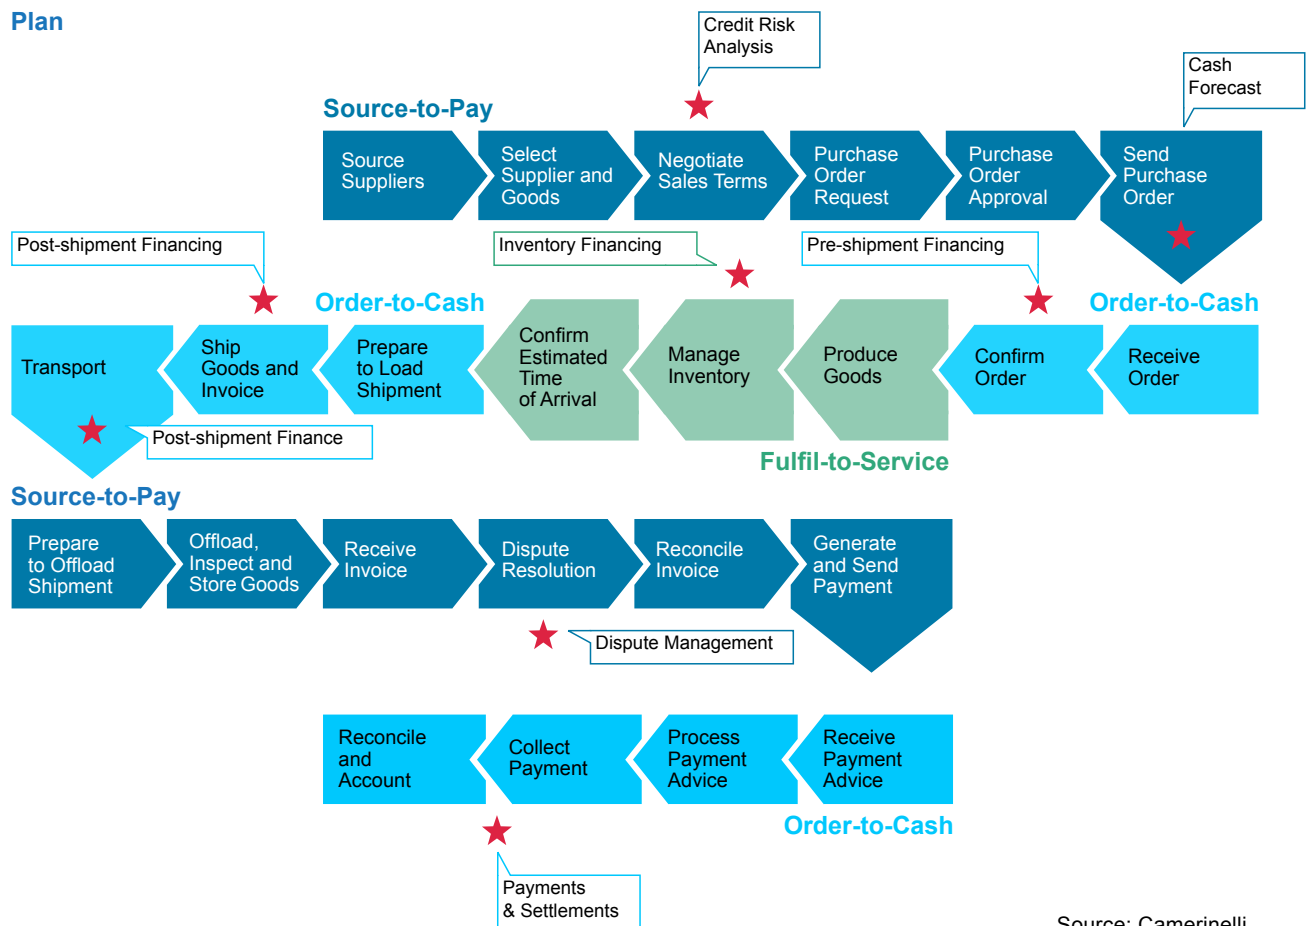 Plan
Credit Risk
Analysis
Cash
Forecast
Source-to-Pay
Source
Suppliers
Select
Supplier and
Goods
Negotiate
Sales Terms
Purchase
Order
Request
Purchase
Order
Approval
Send
Purchase
Order
Post-shipment Financing
Inventory Financing
Pre-shipment Financing
Order-to-Cash
Order-to-Cash
Transport
Ship
Goods and
Invoice
Prepare
to Load
Shipment
Confirm
Estimated
Time
of Arrival
Manage
Inventory
Produce
Goods
Confirm
Order
Receive
Order
Post-shipment Finance
Fulfil-to-Service
Source-to-Pay
Prepare
to Offload
Shipment
Offload,
Inspect and
Store Goods
Receive
Invoice
Dispute
Resolution
Reconcile
Invoice
Generate
and Send
Payment
Dispute Management
Reconcile
and
Account
Collect
Payment
Process
Payment
Advice
Receive
Payment
Advice
Order-to-Cash
Payments
& Settlements
Source: Camerinelli